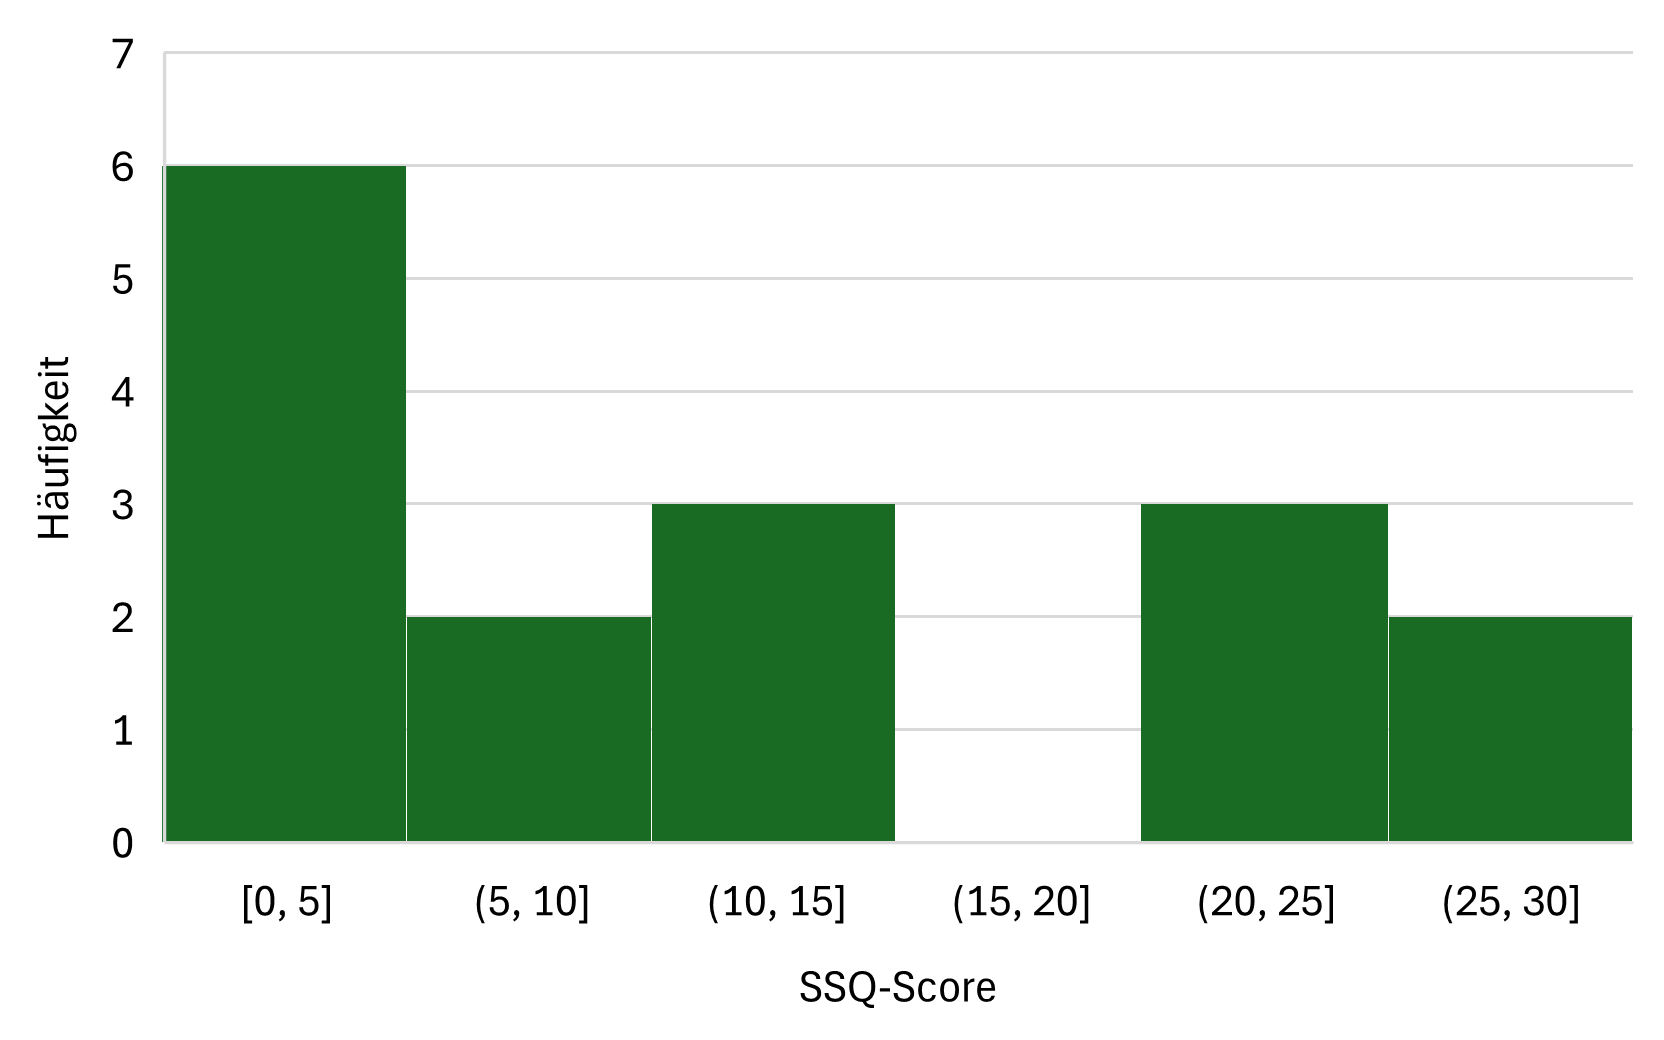 7
6
5
4
3
2
1
0
Häufigkeit
[0, 5] (5, 10] (10, 15] (15, 20] (20, 25] (25, 30]
SSQ-Score